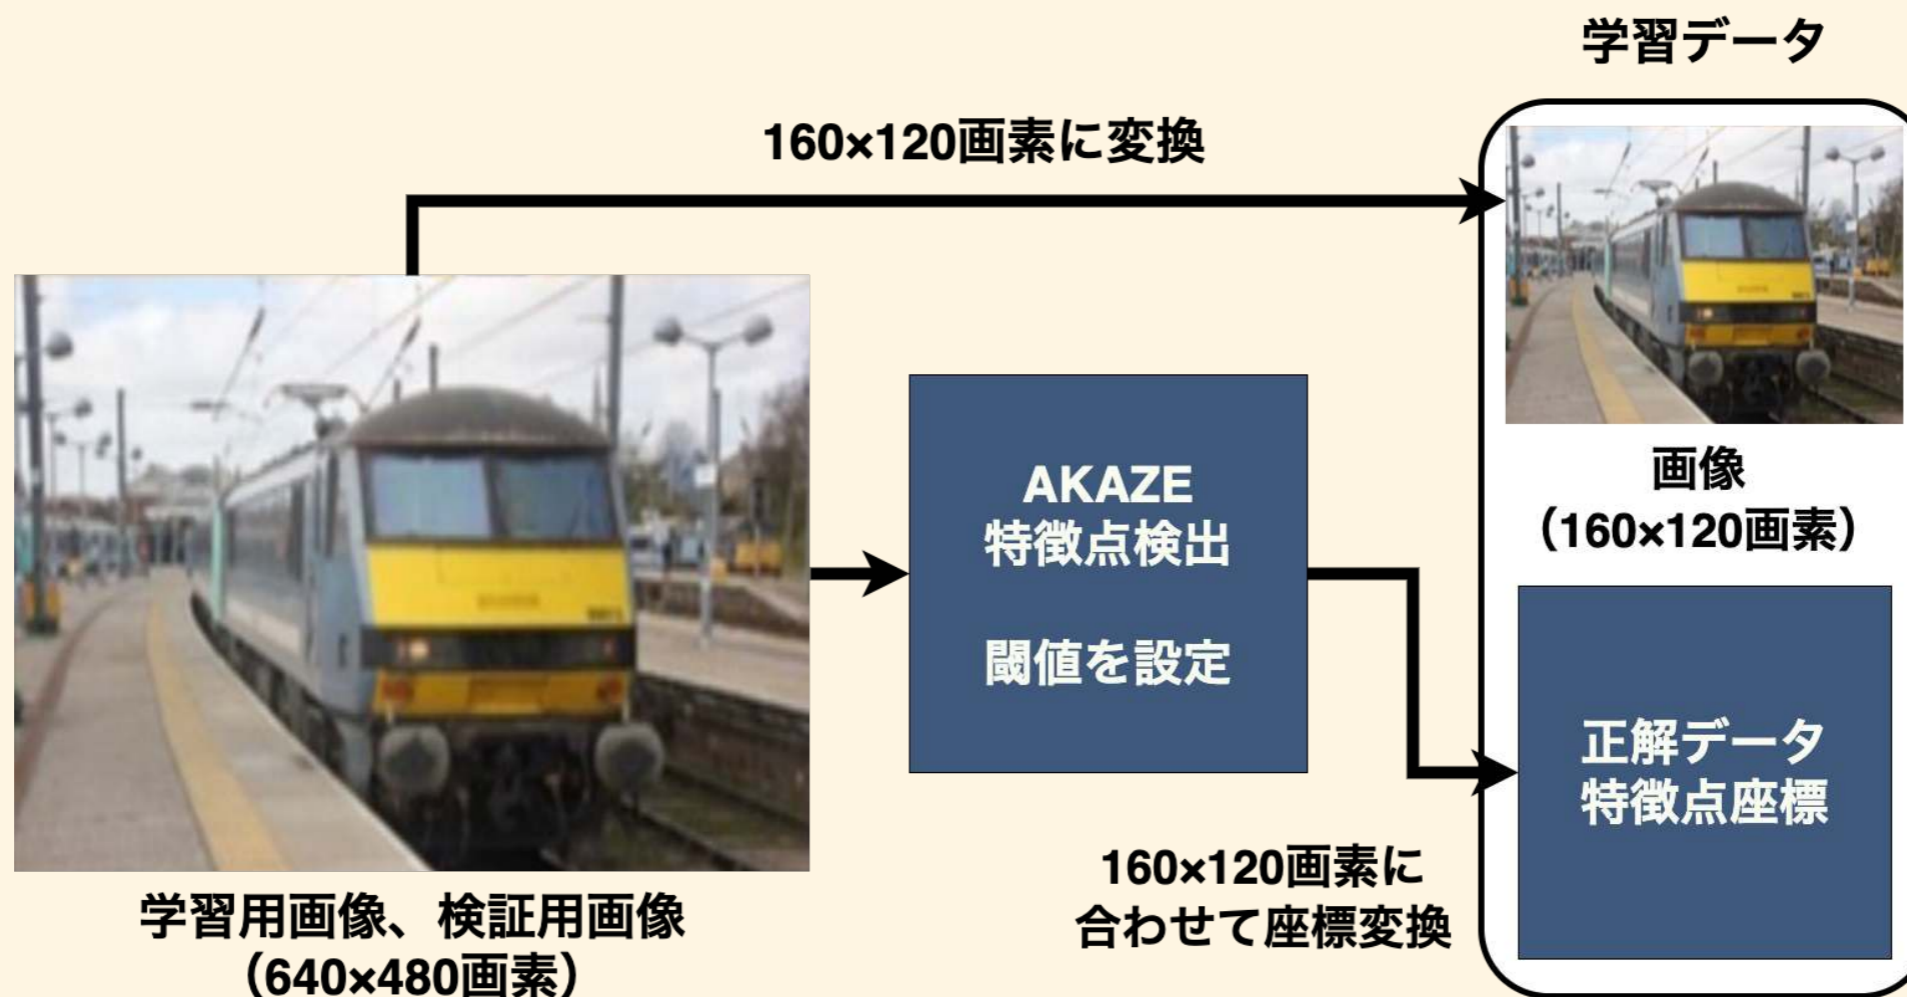 学習データ
160×120画素に変換
画像
（160×120画素）
AKAZE
特徴点検出
閾値を設定
正解データ
特徴点座標
160×120画素に
合わせて座標変換
学習用画像、検証用画像
（640×480画素）